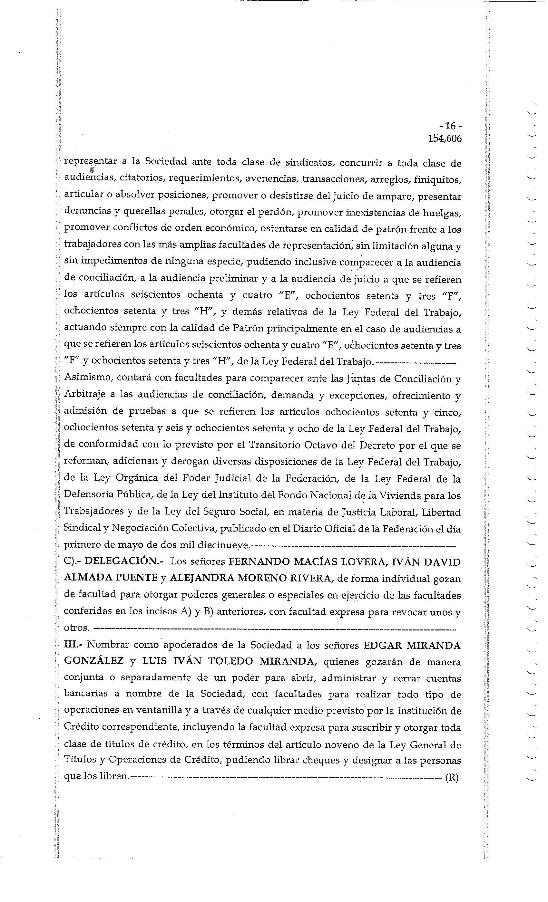 - 16 -
154,606
representar a la Sociedad ante toda clase de sindicatos, concurrir a toda clase de
audiencias, citatorios, requerimientos, avenencias, transacciones, arreglos, finiquitos,
articular o absolver posiciones, promover o desistirse del juicio de amparo, presentar
denuncias y querellas penales, otorgar el perdón, promover inexistencias de huelgas,
promover conflictos de orden económico, ostentarse en calidad de patrón frente a los
trabajadores con las más amplias facultades de representación, sin limitación alguna y
sin impedimentos de ninguna especie, pudiendo inclusive comparecer a la audiencia
de conciliación, a la audiencia preliminar y a la audiencia de juicio a que se refieren
los artículos seiscientos ochenta y cuatro "E", ochocientos setenta y tres "F",
ochocientos setenta y tres "H", y demás relativos de la Ley Federal del Trabajo,
actuando siempre con la calidad de Patrón principalmente en el caso de audiencias a
que se refieren los artículos seiscientos ochenta y cuatro "E", ochocientos setenta y tres
"F" y ochocientos setenta y tres "H", de la Ley Federal del Trabajo.--------------------
Asimismo, contará con facultades para comparecer ante las Juntas de Conciliación y
Arbitraje a las audiencias de conciliación, demanda y excepciones, ofrecimiento y
admisión de pruebas a que se refieren los artículos ochocientos setenta y cinco,
ochocientos setenta y seis y ochocientos setenta y ocho de la Ley Federal del Trabajo,
de conformidad con lo previsto por el Transitorio Octavo del Decreto por el que se
reforman, adicionan y derogan diversas disposiciones de la Ley Federal del Trabajo,
de la Ley Orgánica del Poder Judicial de la Federación, de la Ley Federal de la
Defensoría Pública, de la Ley del Instituto del Fondo Nacional de la Vivienda para los
Trabajadores y de la Ley del Seguro Social, en materia de Justicia Laboral, Libertad
Sindical y Negociación Colectiva, publicado en el Diario Oficial de la Federación el día
primero de mayo de dos mil diecinueve.--------------------------------------------------
C).- DELEGACIÓN.- Los señores FERNANDO MACÍAS LOVERA, IVÁN DAVID
ALMADA PUENTE y ALEJANDRA MORENO RIVERA, de forma individual gozan
de facultad para otorgar poderes generales o especiales en ejercicio de las facultades
conferidas en los incisos A) y B) anteriores, con facultad expresa para revocar unos y
otros. ------------------------------------------------------------------------------------------
III.- Nombrar como apoderados de la Sociedad a los señores EDGAR MIRANDA
GONZÁLEZ y LUIS IVÁN TOLEDO MIRANDA, quienes gozarán de manera
conjunta o separadamente de un poder para abrir, administrar y cerrar cuentas
bancarias a nombre de la Sociedad, con facultades para realizar todo tipo de
operaciones en ventanilla y a través de cualquier medio previsto por la Institución de
Crédito correspondiente, incluyendo la facultad expresa para suscribir y otorgar toda
clase de títulos de crédito, en los términos del artículo noveno de la Ley General de
Títulos y Operaciones de Crédito, pudiendo librar cheques y designar a las personas
que los libren.--------------------------------------------------------------------------- (R)